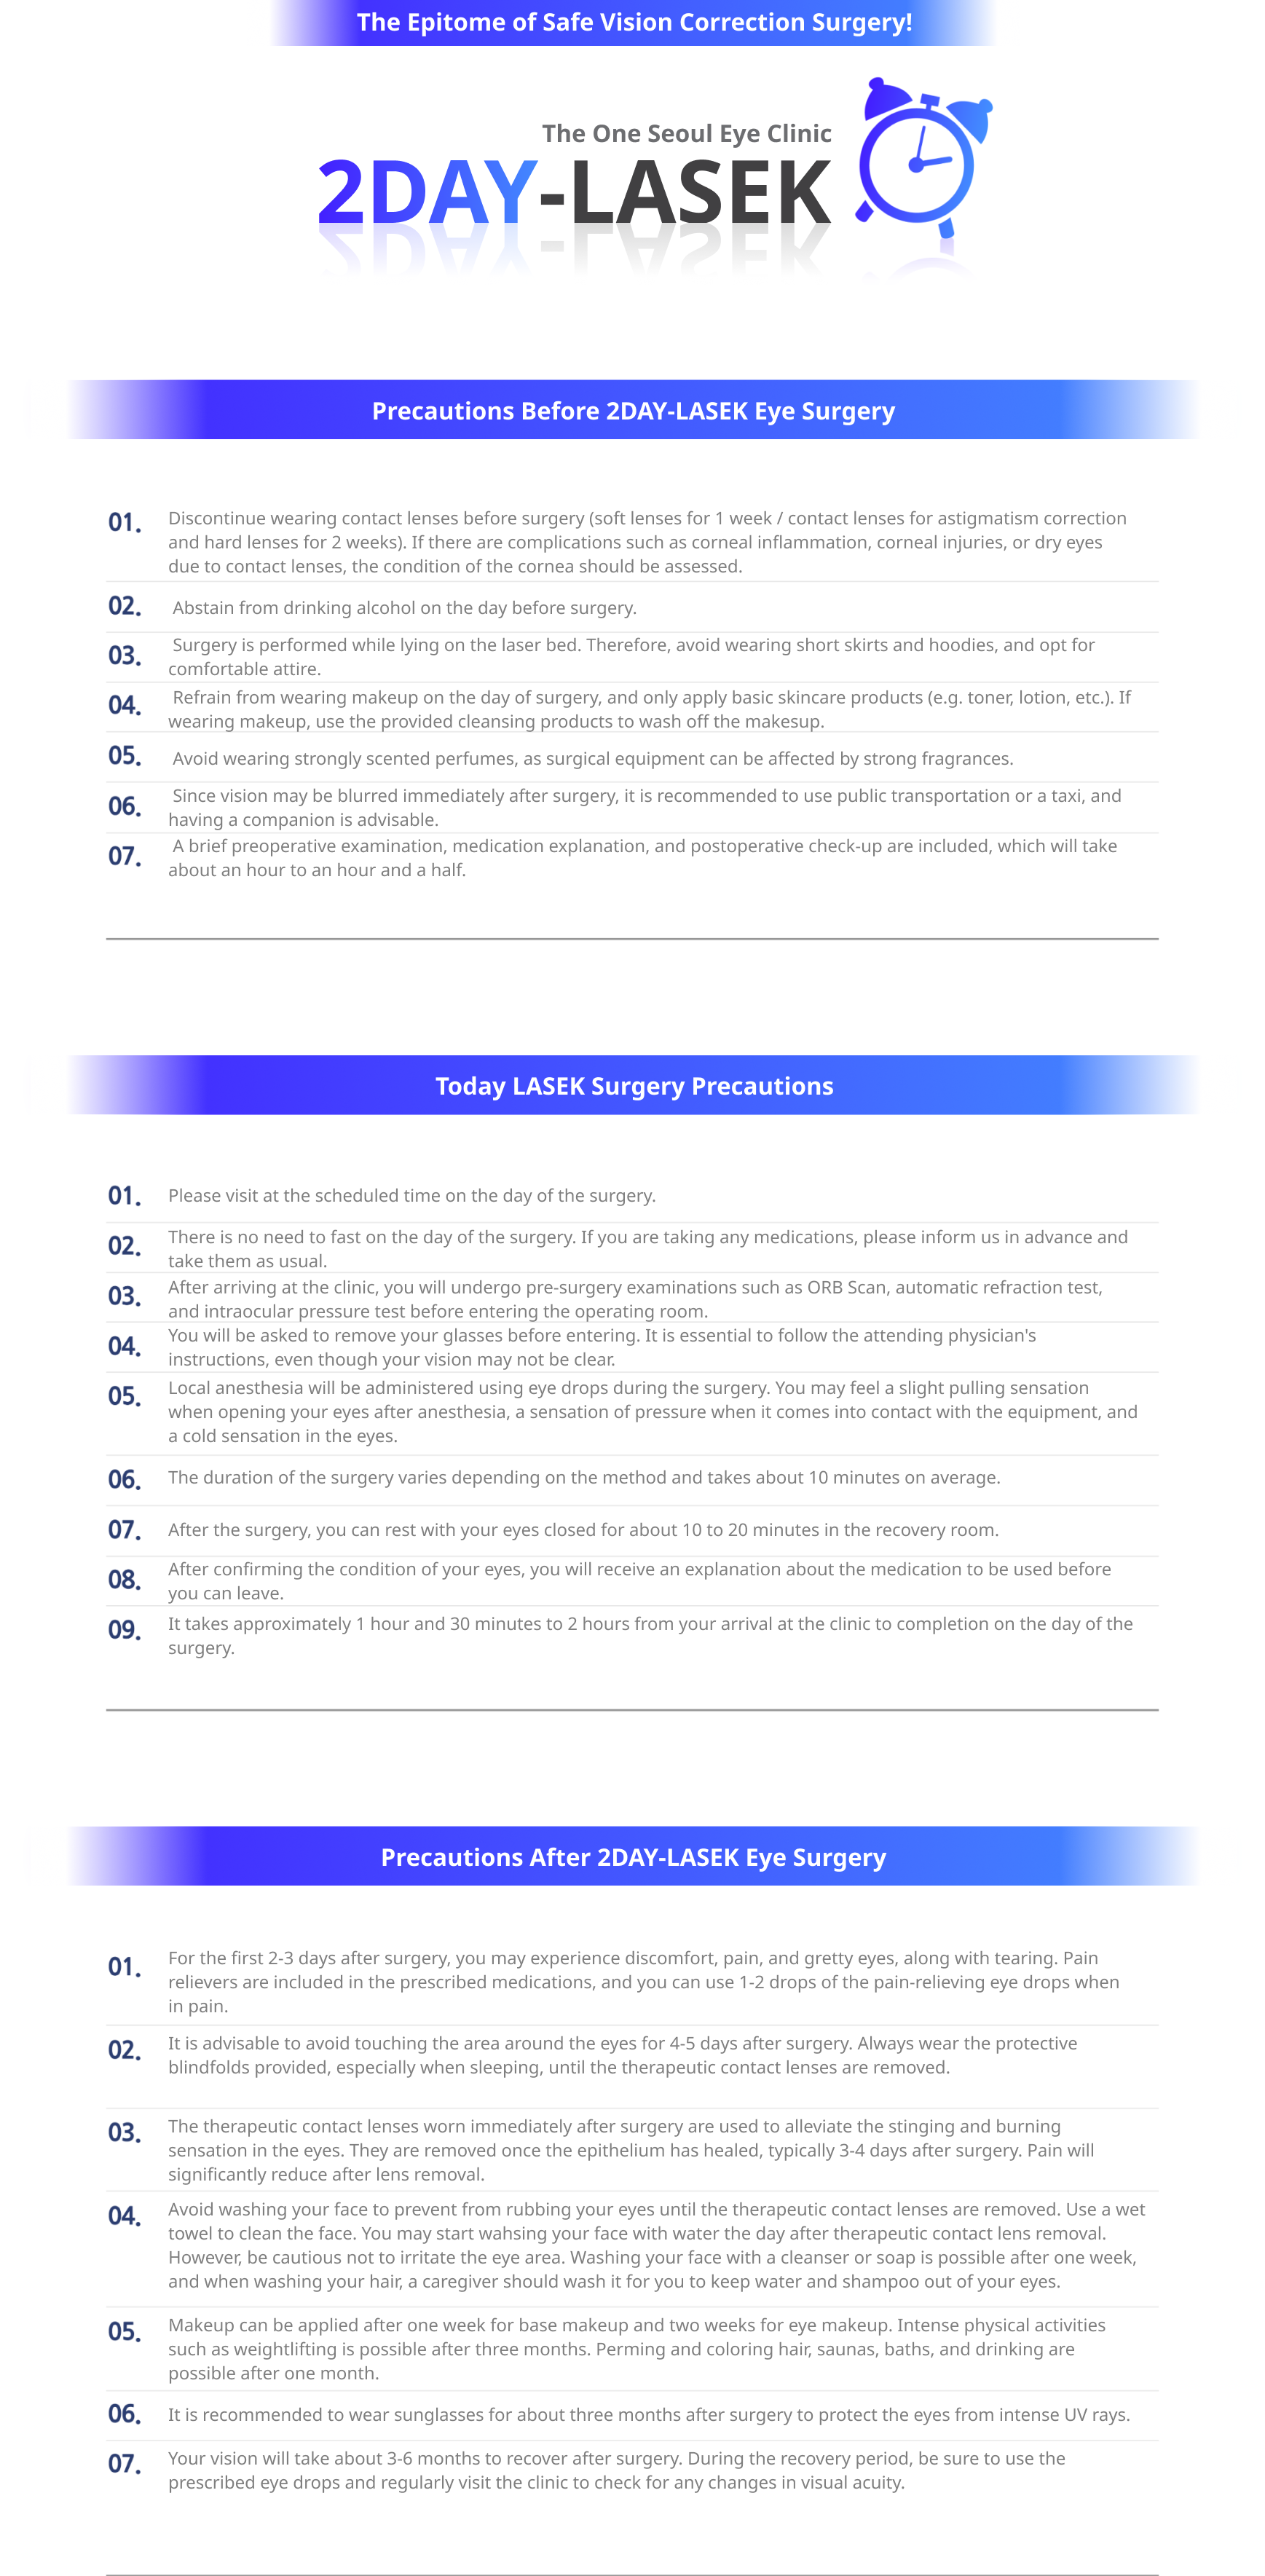 The Epitome of Safe Vision Correction Surgery!
The One Seoul Eye Clinic
2DAY-LASEK
Precautions Before 2DAY-LASEK Eye Surgery
01. Discontinue wearing contact lenses before surgery (soft lenses for 1 week / contact lenses for astigmatism correction
and hard lenses for 2 weeks). If there are complications such as corneal inflammation, corneal injuries, or dry eyes
due to contact lenses, the condition of the cornea should be assessed.
02. Abstain from drinking alcohol on the day before surgery.
03. Surgery is performed while lying on the laser bed. Therefore, avoid wearing short skirts and hoodies, and opt for
comfortable attire.
04. Refrain from wearing makeup on the day of surgery, and only apply basic skincare products (e.g. toner, lotion, etc.). If
wearing makeup, use the provided cleansing products to wash off the makesup.
05. Avoid wearing strongly scented perfumes, as surgical equipment can be affected by strong fragrances.
06. Since vision may be blurred immediately after surgery, it is recommended to use public transportation or a taxi, and
having a companion is advisable.
07. A brief preoperative examination, medication explanation, and postoperative check-up are included, which will take
about an hour to an hour and a half.
Today LASEK Surgery Precautions
01. Please visit at the scheduled time on the day of the surgery.
02. There is no need to fast on the day of the surgery. If you are taking any medications, please inform us in advance and
take them as usual.
03. After arriving at the clinic, you will undergo pre-surgery examinations such as ORB Scan, automatic refraction test,
and intraocular pressure test before entering the operating room.
04. You will be asked to remove your glasses before entering. It is essential to follow the attending physician's
instructions, even though your vision may not be clear.
05. Local anesthesia will be administered using eye drops during the surgery. You may feel a slight pulling sensation
when opening your eyes after anesthesia, a sensation of pressure when it comes into contact with the equipment, and
a cold sensation in the eyes.
06. The duration of the surgery varies depending on the method and takes about 10 minutes on average.
07. After the surgery, you can rest with your eyes closed for about 10 to 20 minutes in the recovery room.
08. After confirming the condition of your eyes, you will receive an explanation about the medication to be used before
you can leave.
09. It takes approximately 1 hour and 30 minutes to 2 hours from your arrival at the clinic to completion on the day of the
surgery.
Precautions After 2DAY-LASEK Eye Surgery
01. For the first 2-3 days after surgery, you may experience discomfort, pain, and gretty eyes, along with tearing. Pain
relievers are included in the prescribed medications, and you can use 1-2 drops of the pain-relieving eye drops when
in pain.
02. It is advisable to avoid touching the area around the eyes for 4-5 days after surgery. Always wear the protective
blindfolds provided, especially when sleeping, until the therapeutic contact lenses are removed.
03. The therapeutic contact lenses worn immediately after surgery are used to alleviate the stinging and burning
sensation in the eyes. They are removed once the epithelium has healed, typically 3-4 days after surgery. Pain will
significantly reduce after lens removal.
04. Avoid washing your face to prevent from rubbing your eyes until the therapeutic contact lenses are removed. Use a wet
towel to clean the face. You may start wahsing your face with water the day after therapeutic contact lens removal.
However, be cautious not to irritate the eye area. Washing your face with a cleanser or soap is possible after one week,
and when washing your hair, a caregiver should wash it for you to keep water and shampoo out of your eyes.
05. Makeup can be applied after one week for base makeup and two weeks for eye makeup. Intense physical activities
such as weightlifting is possible after three months. Perming and coloring hair, saunas, baths, and drinking are
possible after one month.
06. It is recommended to wear sunglasses for about three months after surgery to protect the eyes from intense UV rays.
07. Your vision will take about 3-6 months to recover after surgery. During the recovery period, be sure to use the
prescribed eye drops and regularly visit the clinic to check for any changes in visual acuity.